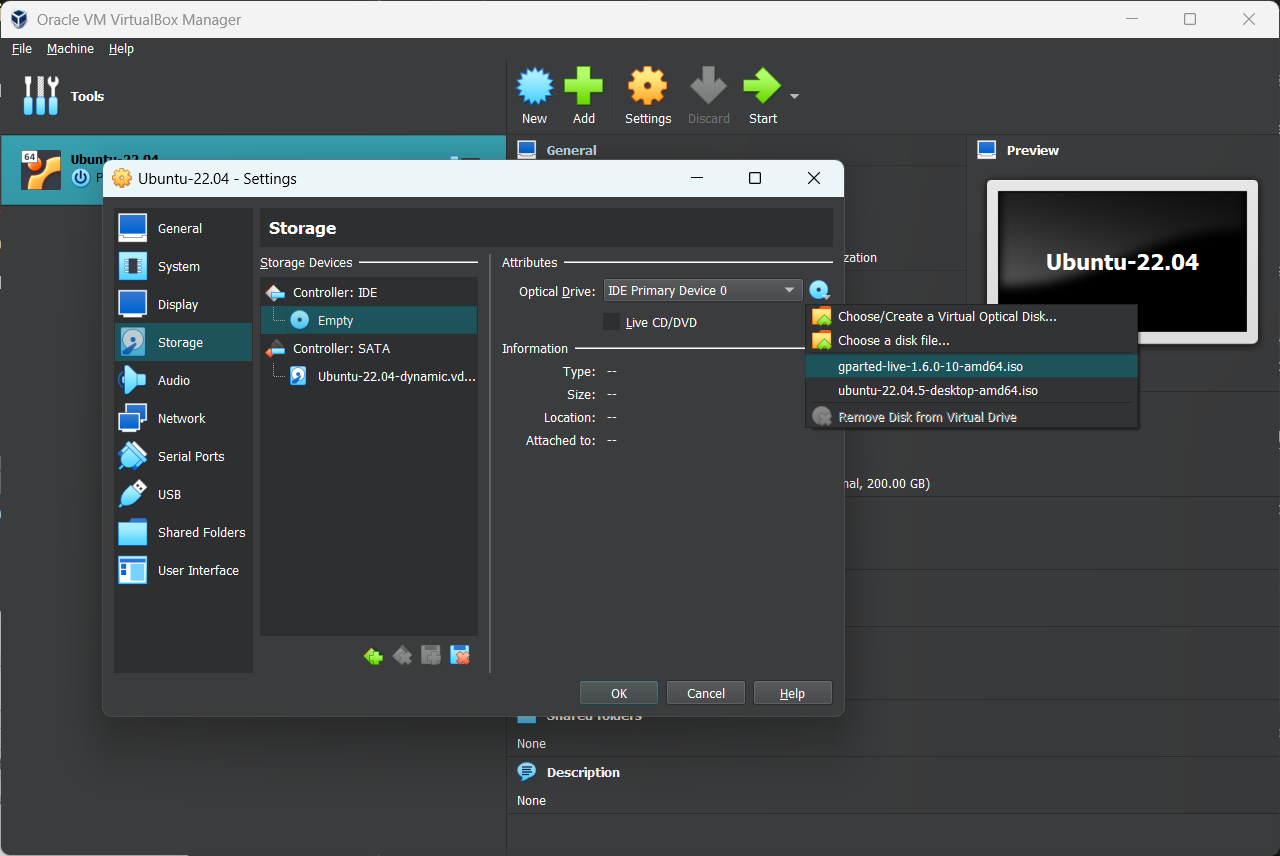 Oracle VM VirtualBox Manager
File Machine Help
Tools
New Add Settings Discard Start
64
Ubuntu-22.04
General
Preview
Ubuntu-22.04
Ubuntu-22.04 - Settings
General
System
Display
Storage
Audio
Network
Serial Ports
USB
Shared Folders
User Interface
Storage
Storage Devices
Controller: IDE
Empty
Controller: SATA
Ubuntu-22.04-dynamic.vd...
Attributes
Optical Drive: IDE Primary Device 0
Live CD/DVD
Information
Type: --
Size: --
Location: --
Attached to: --
Choose/Create a Virtual Optical Disk...
Choose a disk file...
gparted-live-1.6.0-10-amd64.iso
ubuntu-22.04.5-desktop-amd64.iso
Remove Disk from Virtual Drive
OK Cancel Help
200.00 GB)
Shared folders
None
Description
None